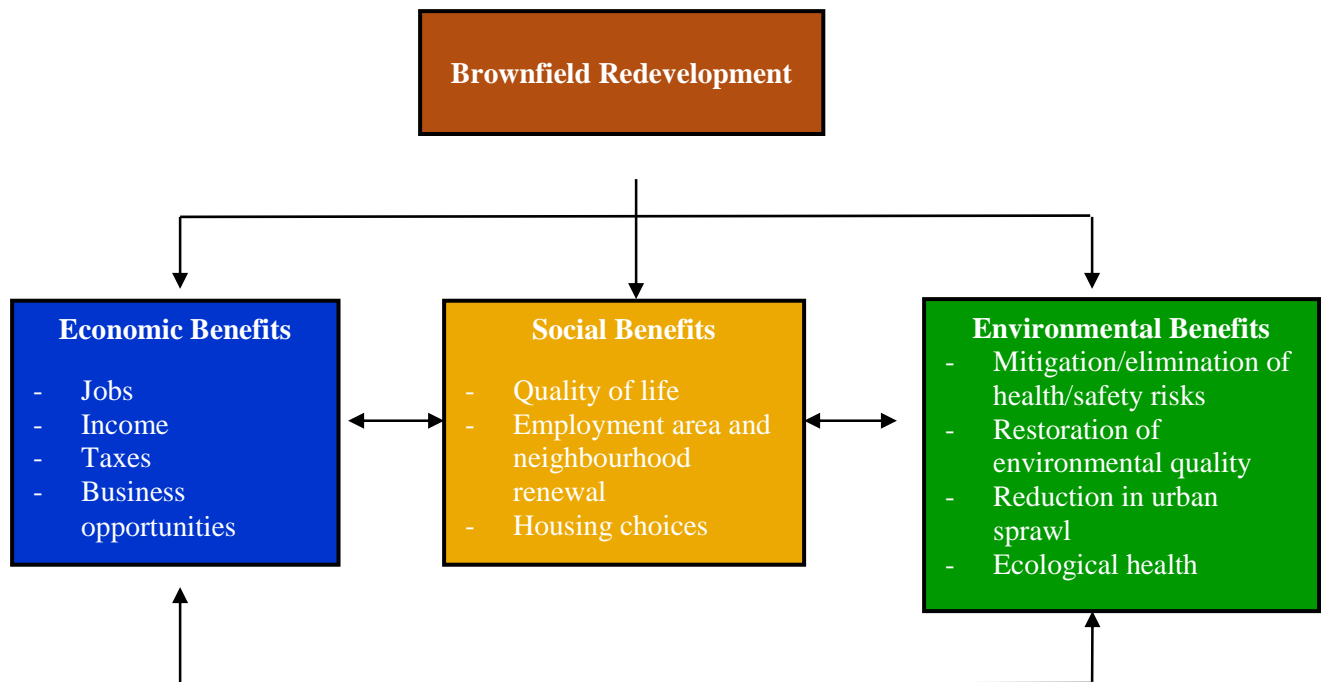 Brownfield Redevelopment
Economic Benefits
- Jobs
- Income
- Taxes
- Business
opportunities
Social Benefits
- Quality of life
- Employment area and
neighbourhood
renewal
- Housing choices
Environmental Benefits
- Mitigation/elimination of
health/safety risks
- Restoration of
environmental quality
- Reduction in urban
sprawl
- Ecological health